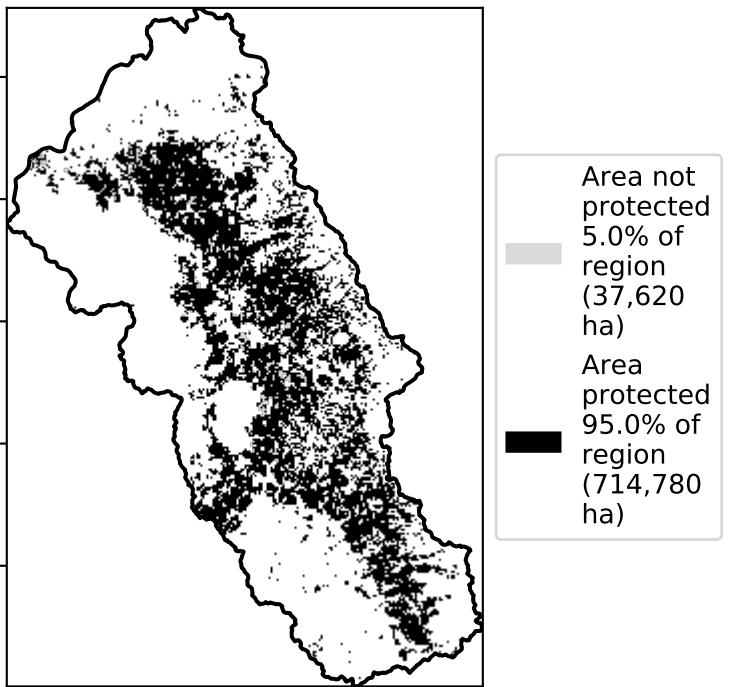 Area not
protected
5.0% of
region
(37,620
ha)
Area
protected
95.0% of
region
(714,780
ha)